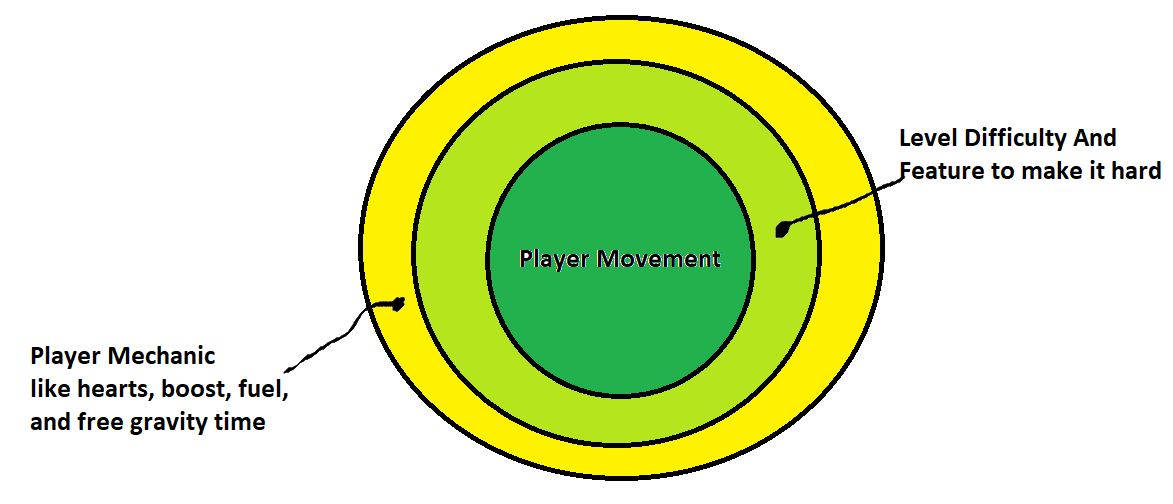 Level Difficulty And
Feature to make it hard
Player Movement
Player Mechanic
like hearts, boost, fuel,
and free gravity time